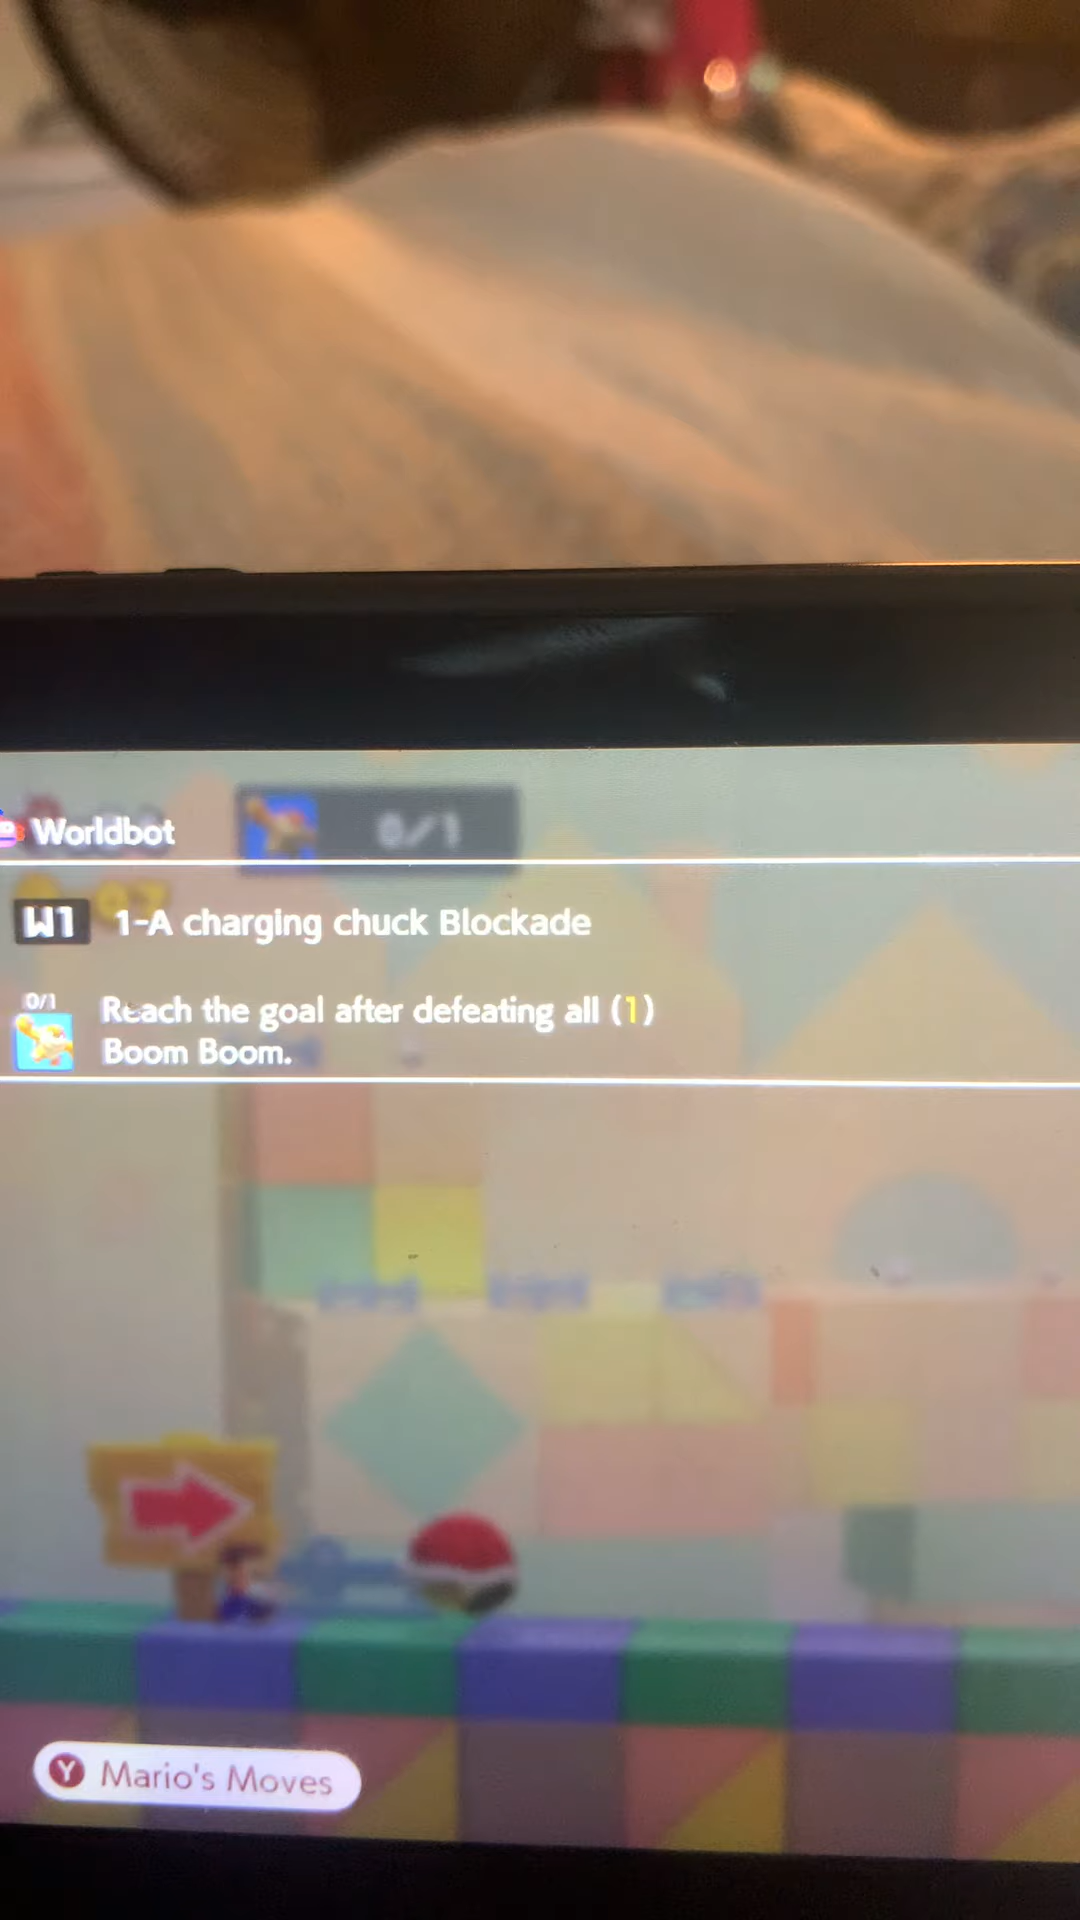 Worldbot
0/1
W1 1-A charging chuck Blockade
0/1
Reach the goal after defeating all (1)
Boom Boom.
Y Mario's Moves